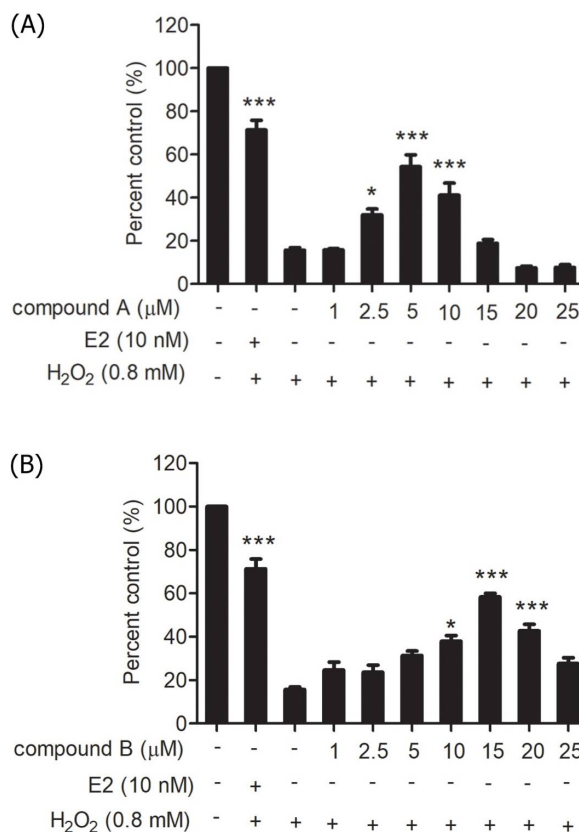 (A)
120
100
80
60
40
20
0
Percent control (%)
***
*
***
***
compound A (μM) - - - 1 2.5 5 10 15 20 25
E2 (10 nM) - + - - - - - - - -
H₂O₂ (0.8 mM) - + + + + + + + + +
(B)
120
100
80
60
40
20
0
Percent control (%)
***
*
***
***
compound B (μM) - - - 1 2.5 5 10 15 20 25
E2 (10 nM) - + - - - - - - - -
H₂O₂ (0.8 mM) - + + + + + + + + +